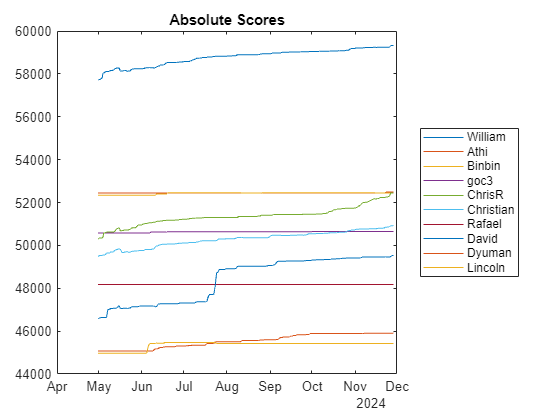 Absolute Scores
60000
58000
56000
54000
52000
50000
48000
46000
44000
Apr May Jun Jul Aug Sep Oct Nov Dec
2024
William
Athi
Binbin
goc3
ChrisR
Christian
Rafael
David
Dyuman
Lincoln